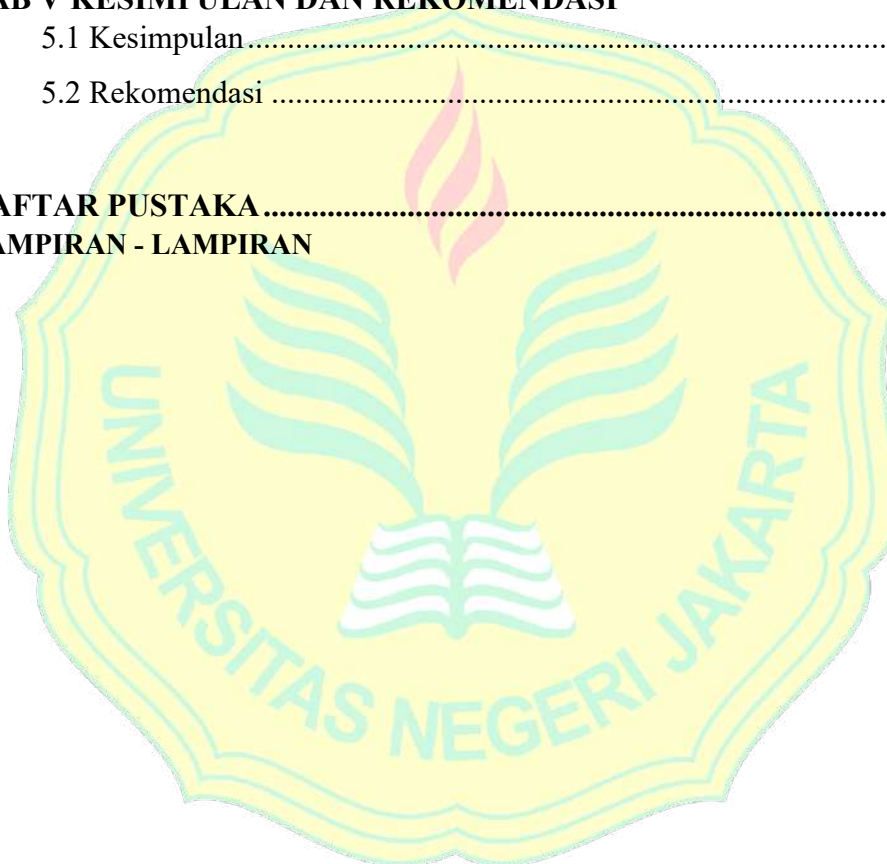 AB V KESIMPULAN DAN REKOMENDASI
5.1 Kesimpulan........................................................................................
5.2 Rekomendasi .....................................................................................
AFTAR PUSTAKA..............................................................................
AMPIRAN - LAMPIRAN
UNIVERSITAS NEGERI JAKARTA